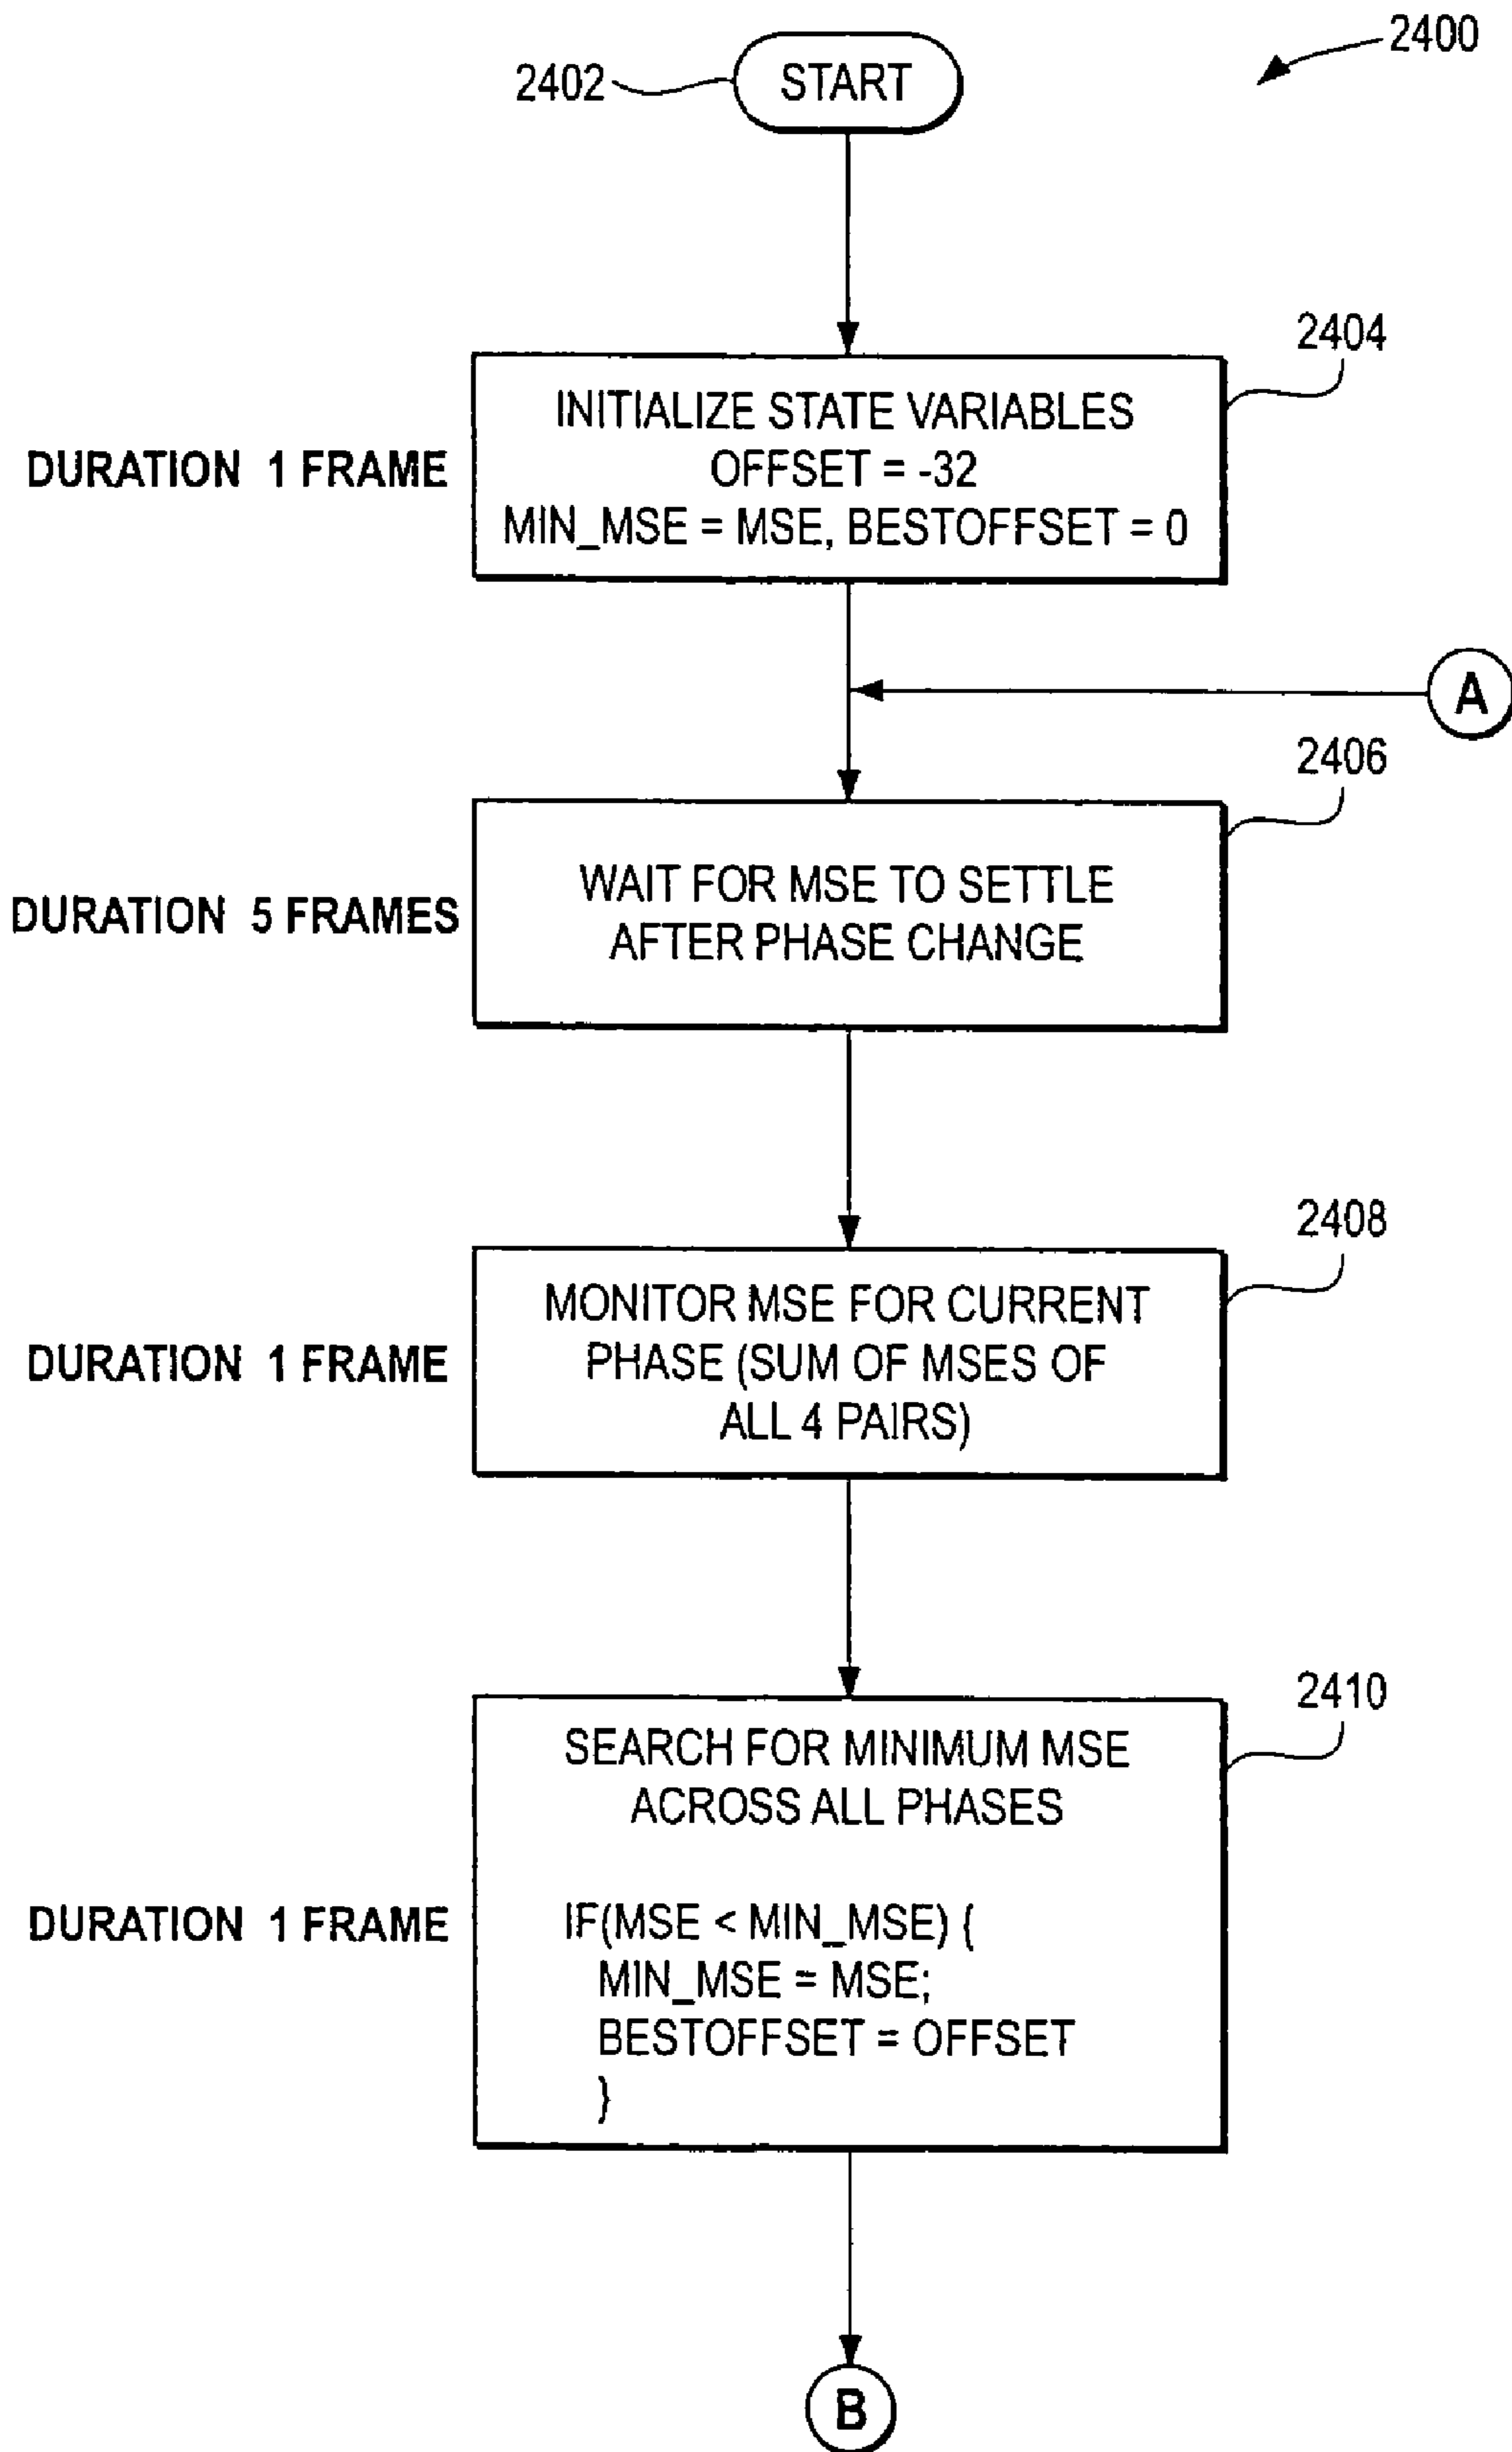 2400
2402
START
2404
INITIALIZE STATE VARIABLES
DURATION 1 FRAME
OFFSET = -32
MIN_MSE = MSE, BESTOFFSET = 0
A
2406
WAIT FOR MSE TO SETTLE
DURATION 5 FRAMES
AFTER PHASE CHANGE
2408
MONITOR MSE FOR CURRENT
DURATION 1 FRAME
PHASE (SUM OF MSES OF
ALL 4 PAIRS)
2410
SEARCH FOR MINIMUM MSE
ACROSS ALL PHASES
DURATION 1 FRAME
IF(MSE < MIN_MSE) {
MIN_MSE = MSE;
BESTOFFSET = OFFSET
}
B